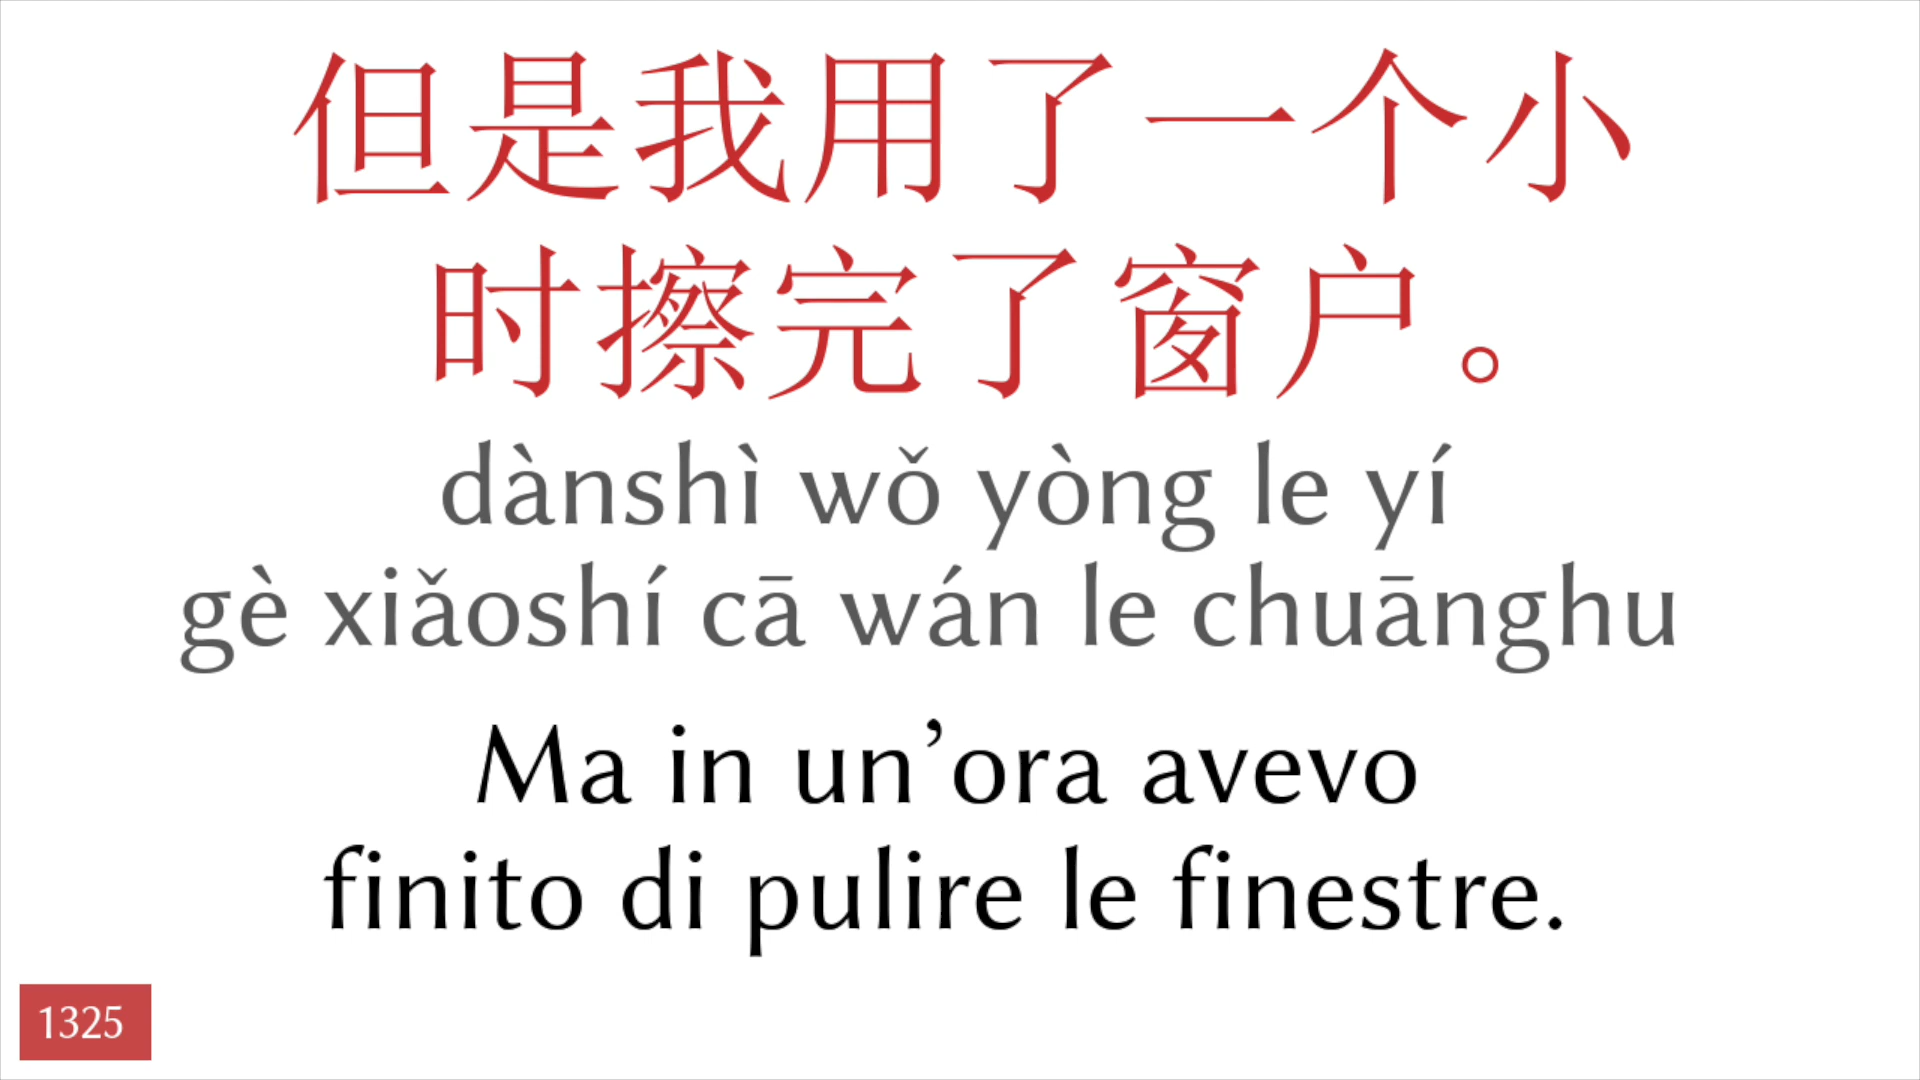 但是我用了一个小
时擦完了窗户。
dànshì wǒ yòng le yí
gè xiǎoshí cā wán le chuānghu
Ma in un’ora avevo
finito di pulire le finestre.
1325